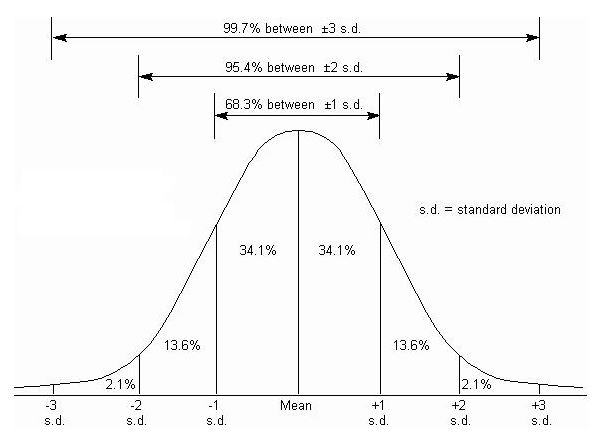 99.7% between ±3 s.d.
95.4% between ±2 s.d.
68.3% between ±1 s.d.
s.d. = standard deviation
34.1% 34.1%
13.6% 13.6%
2.1% 2.1%
-3 -2 -1 Mean +1 +2 +3
s.d. s.d. s.d. s.d. s.d. s.d.